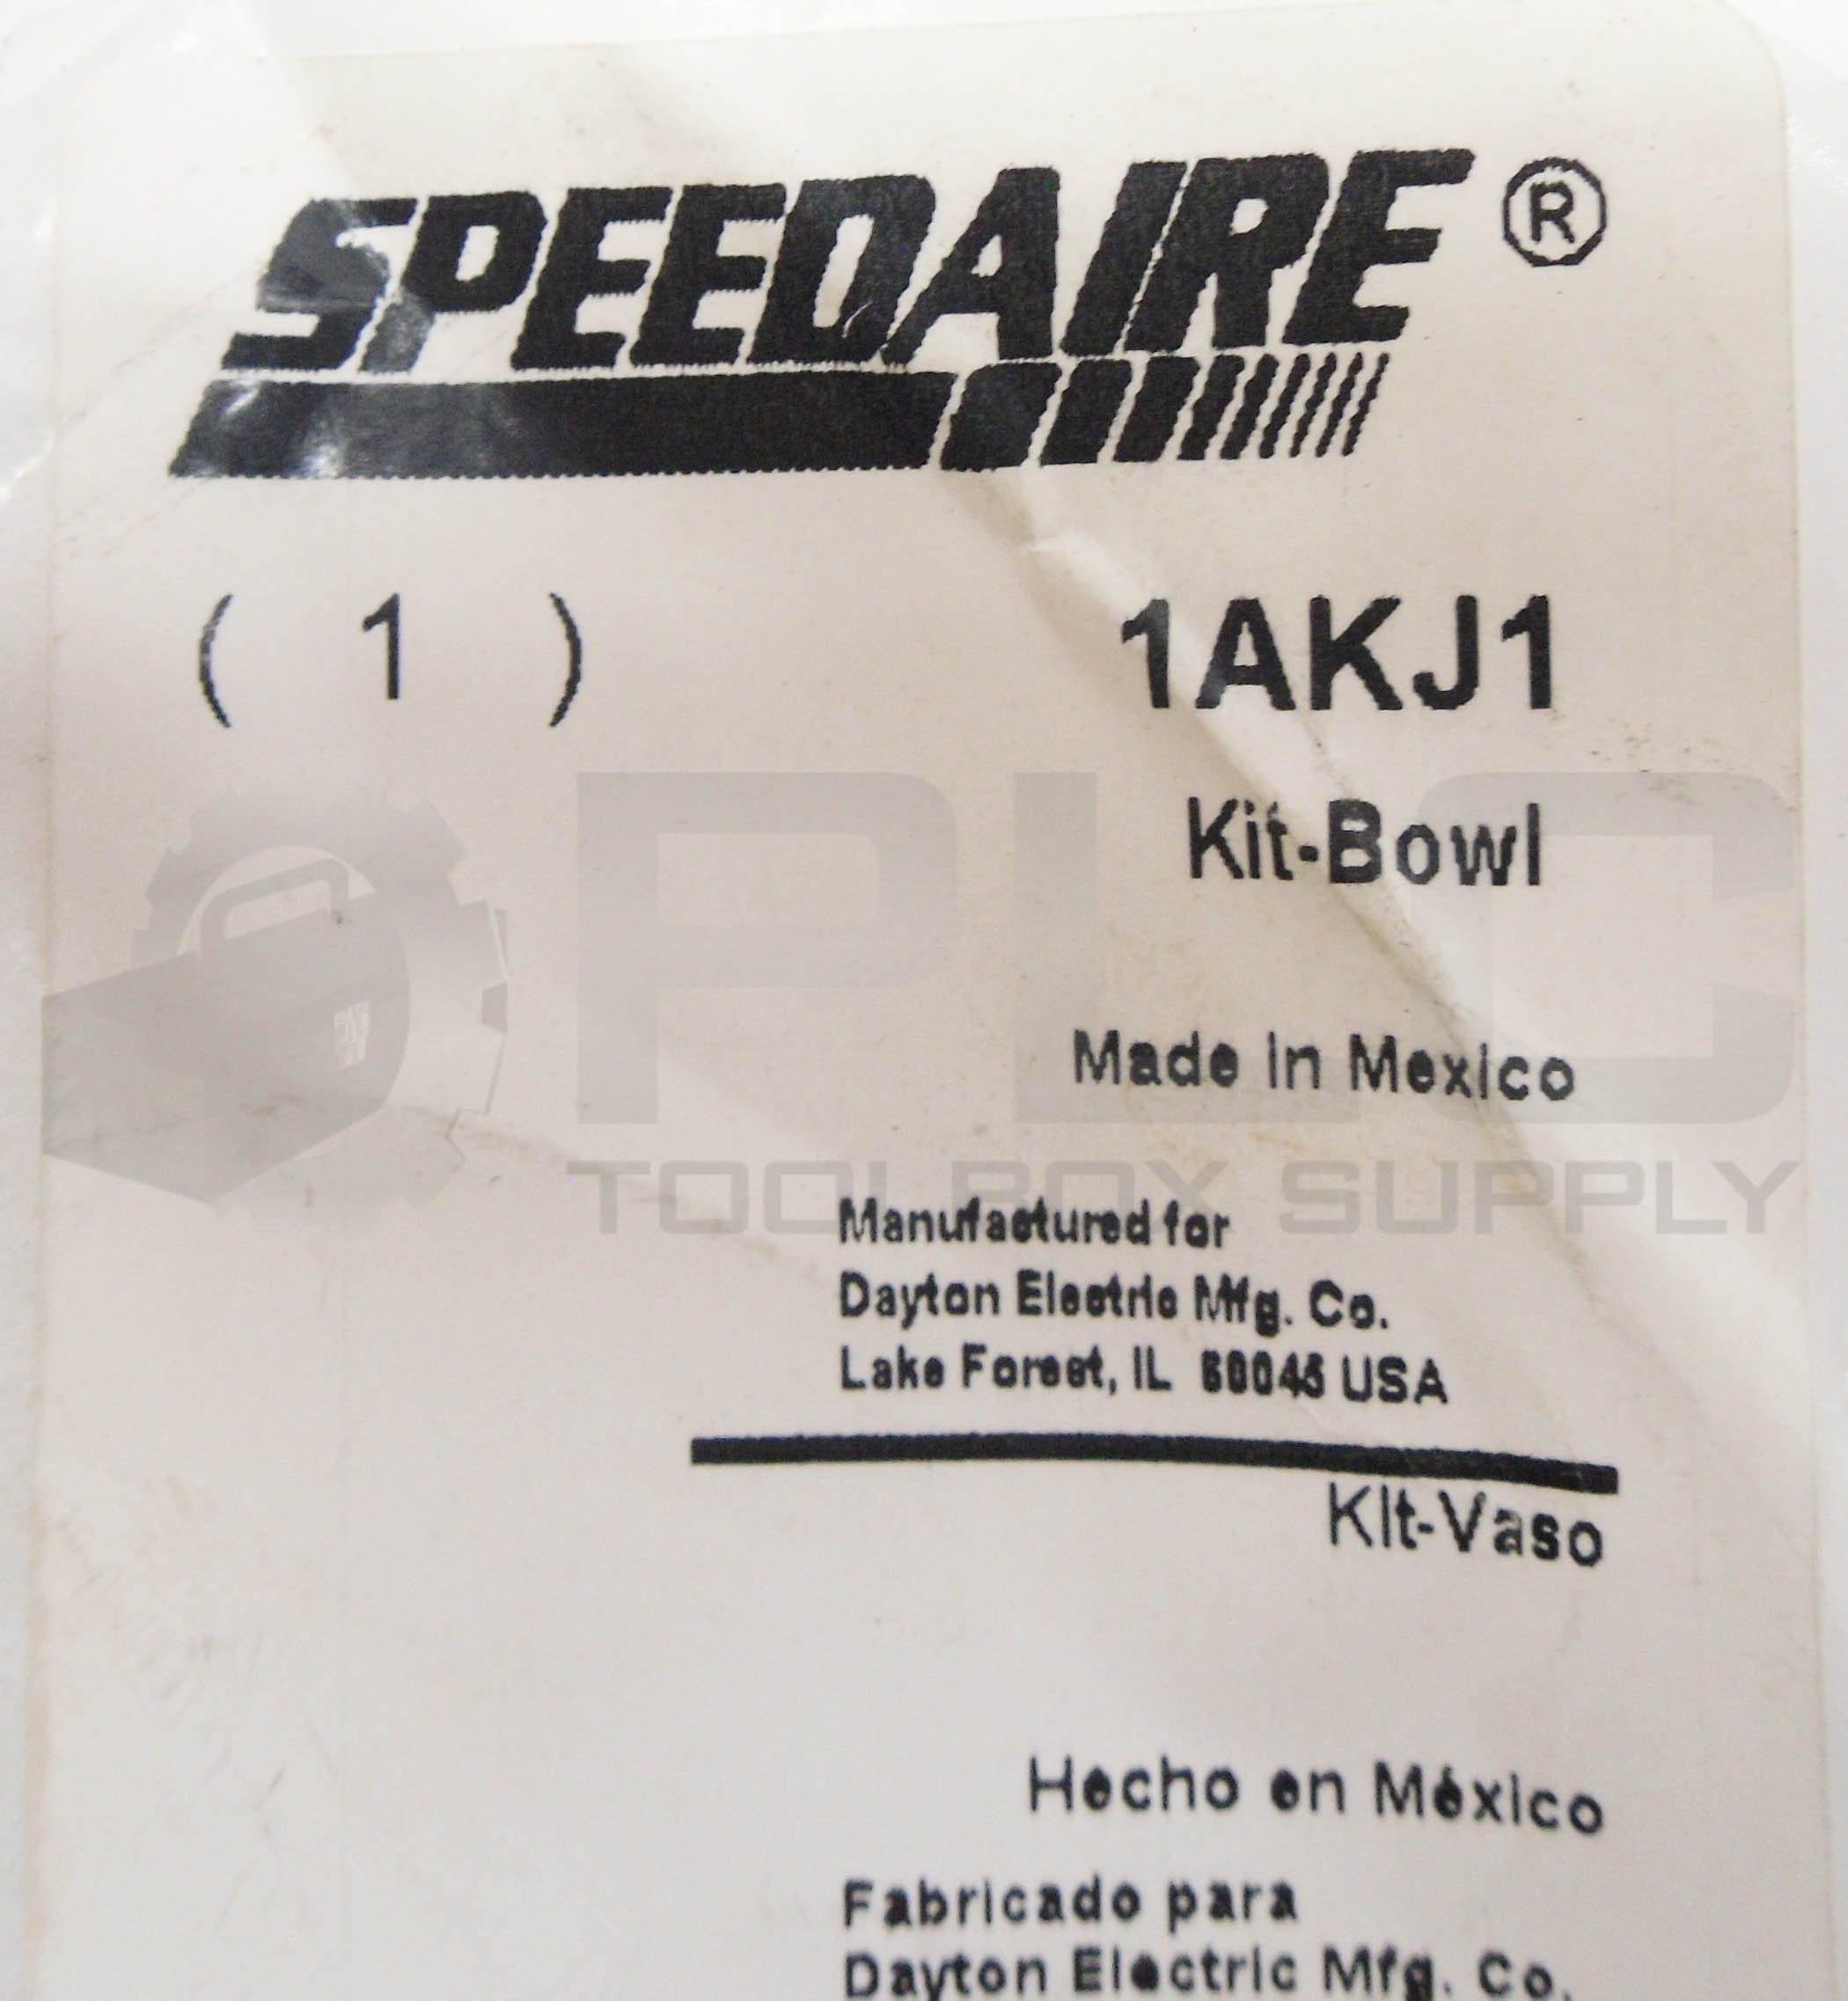 SPEEDAIRE®
( 1 ) 1AKJ1
Kit-Bowl
PLC
Made in Mexico
TOOLBOX SUPPLY
Manufactured for
Dayton Electric Mfg. Co.
Lake Forest, IL 60045 USA
Kit-Vaso
Hecho en México
Fabricado para
Dayton Electric Mfg. Co.